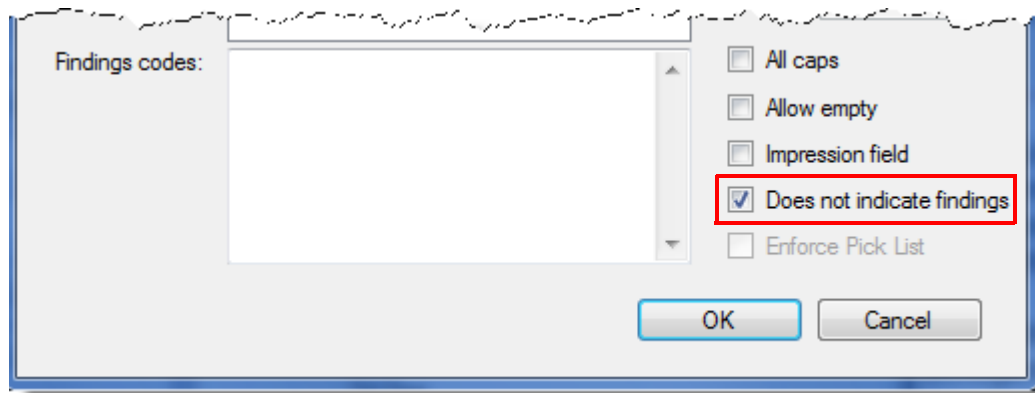 Findings codes:
All caps
Allow empty
Impression field
Does not indicate findings
Enforce Pick List
OK
Cancel